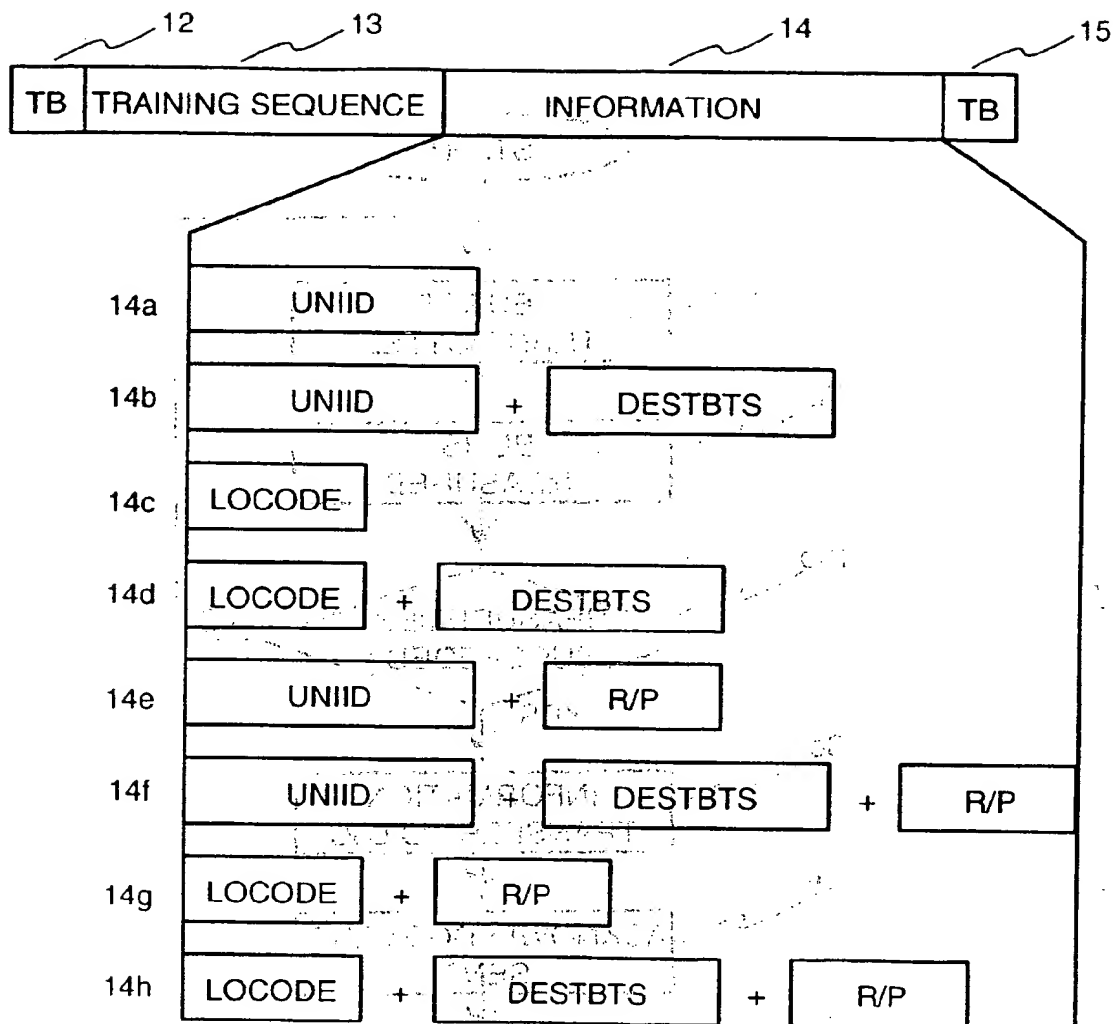 12 13 14 15
TB TRAINING SEQUENCE INFORMATION TB
14a UNIID
14b UNIID + DESTBTS
14c LOCODE
14d LOCODE + DESTBTS
14e UNIID + R/P
14f UNIID + DESTBTS + R/P
14g LOCODE + R/P
14h LOCODE + DESTBTS + R/P